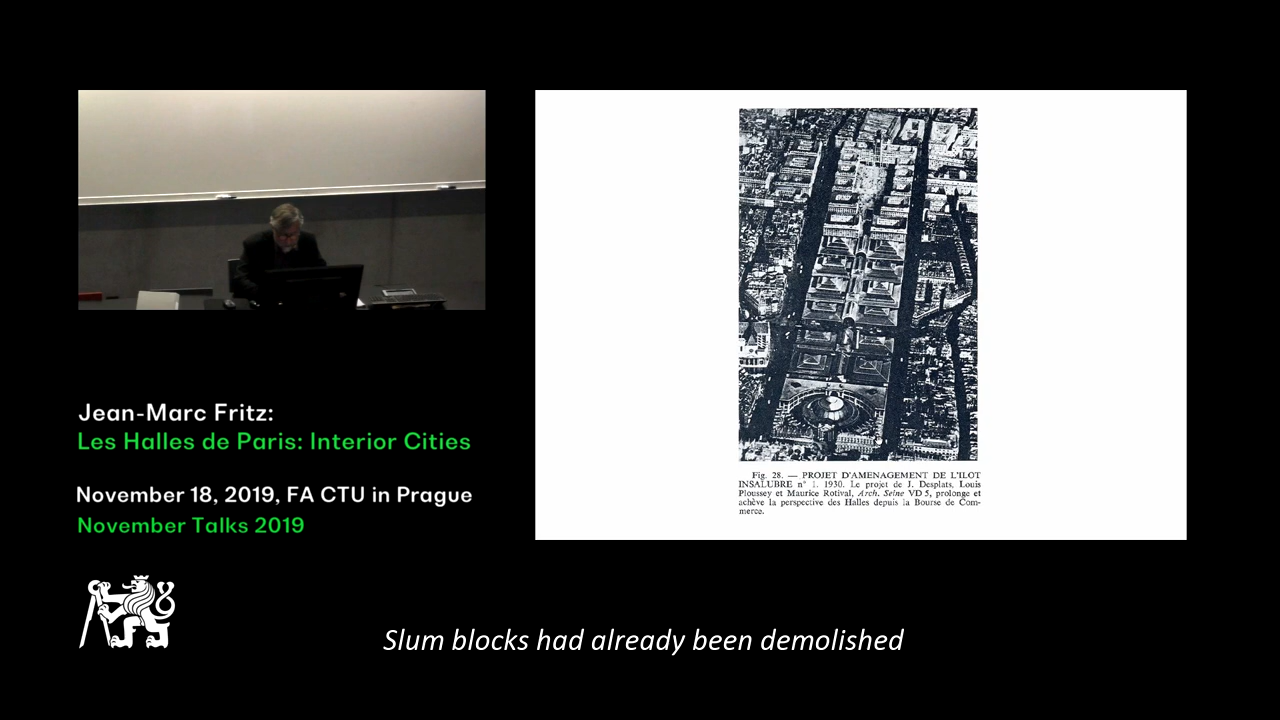 Jean-Marc Fritz:
Les Halles de Paris: Interior Cities
November 18, 2019, FA CTU in Prague
November Talks 2019
Fig. 28. — PROJET D'AMENAGEMENT DE L'ILOT
INSALUBRE n° 1. 1930. Le projet de J. Desplats, Louis
Ploussey et Maurice Rotival, Arch. Seine VD 5, prolonge et
achève la perspective des Halles depuis la Bourse de Com-
merce.
Slum blocks had already been demolished